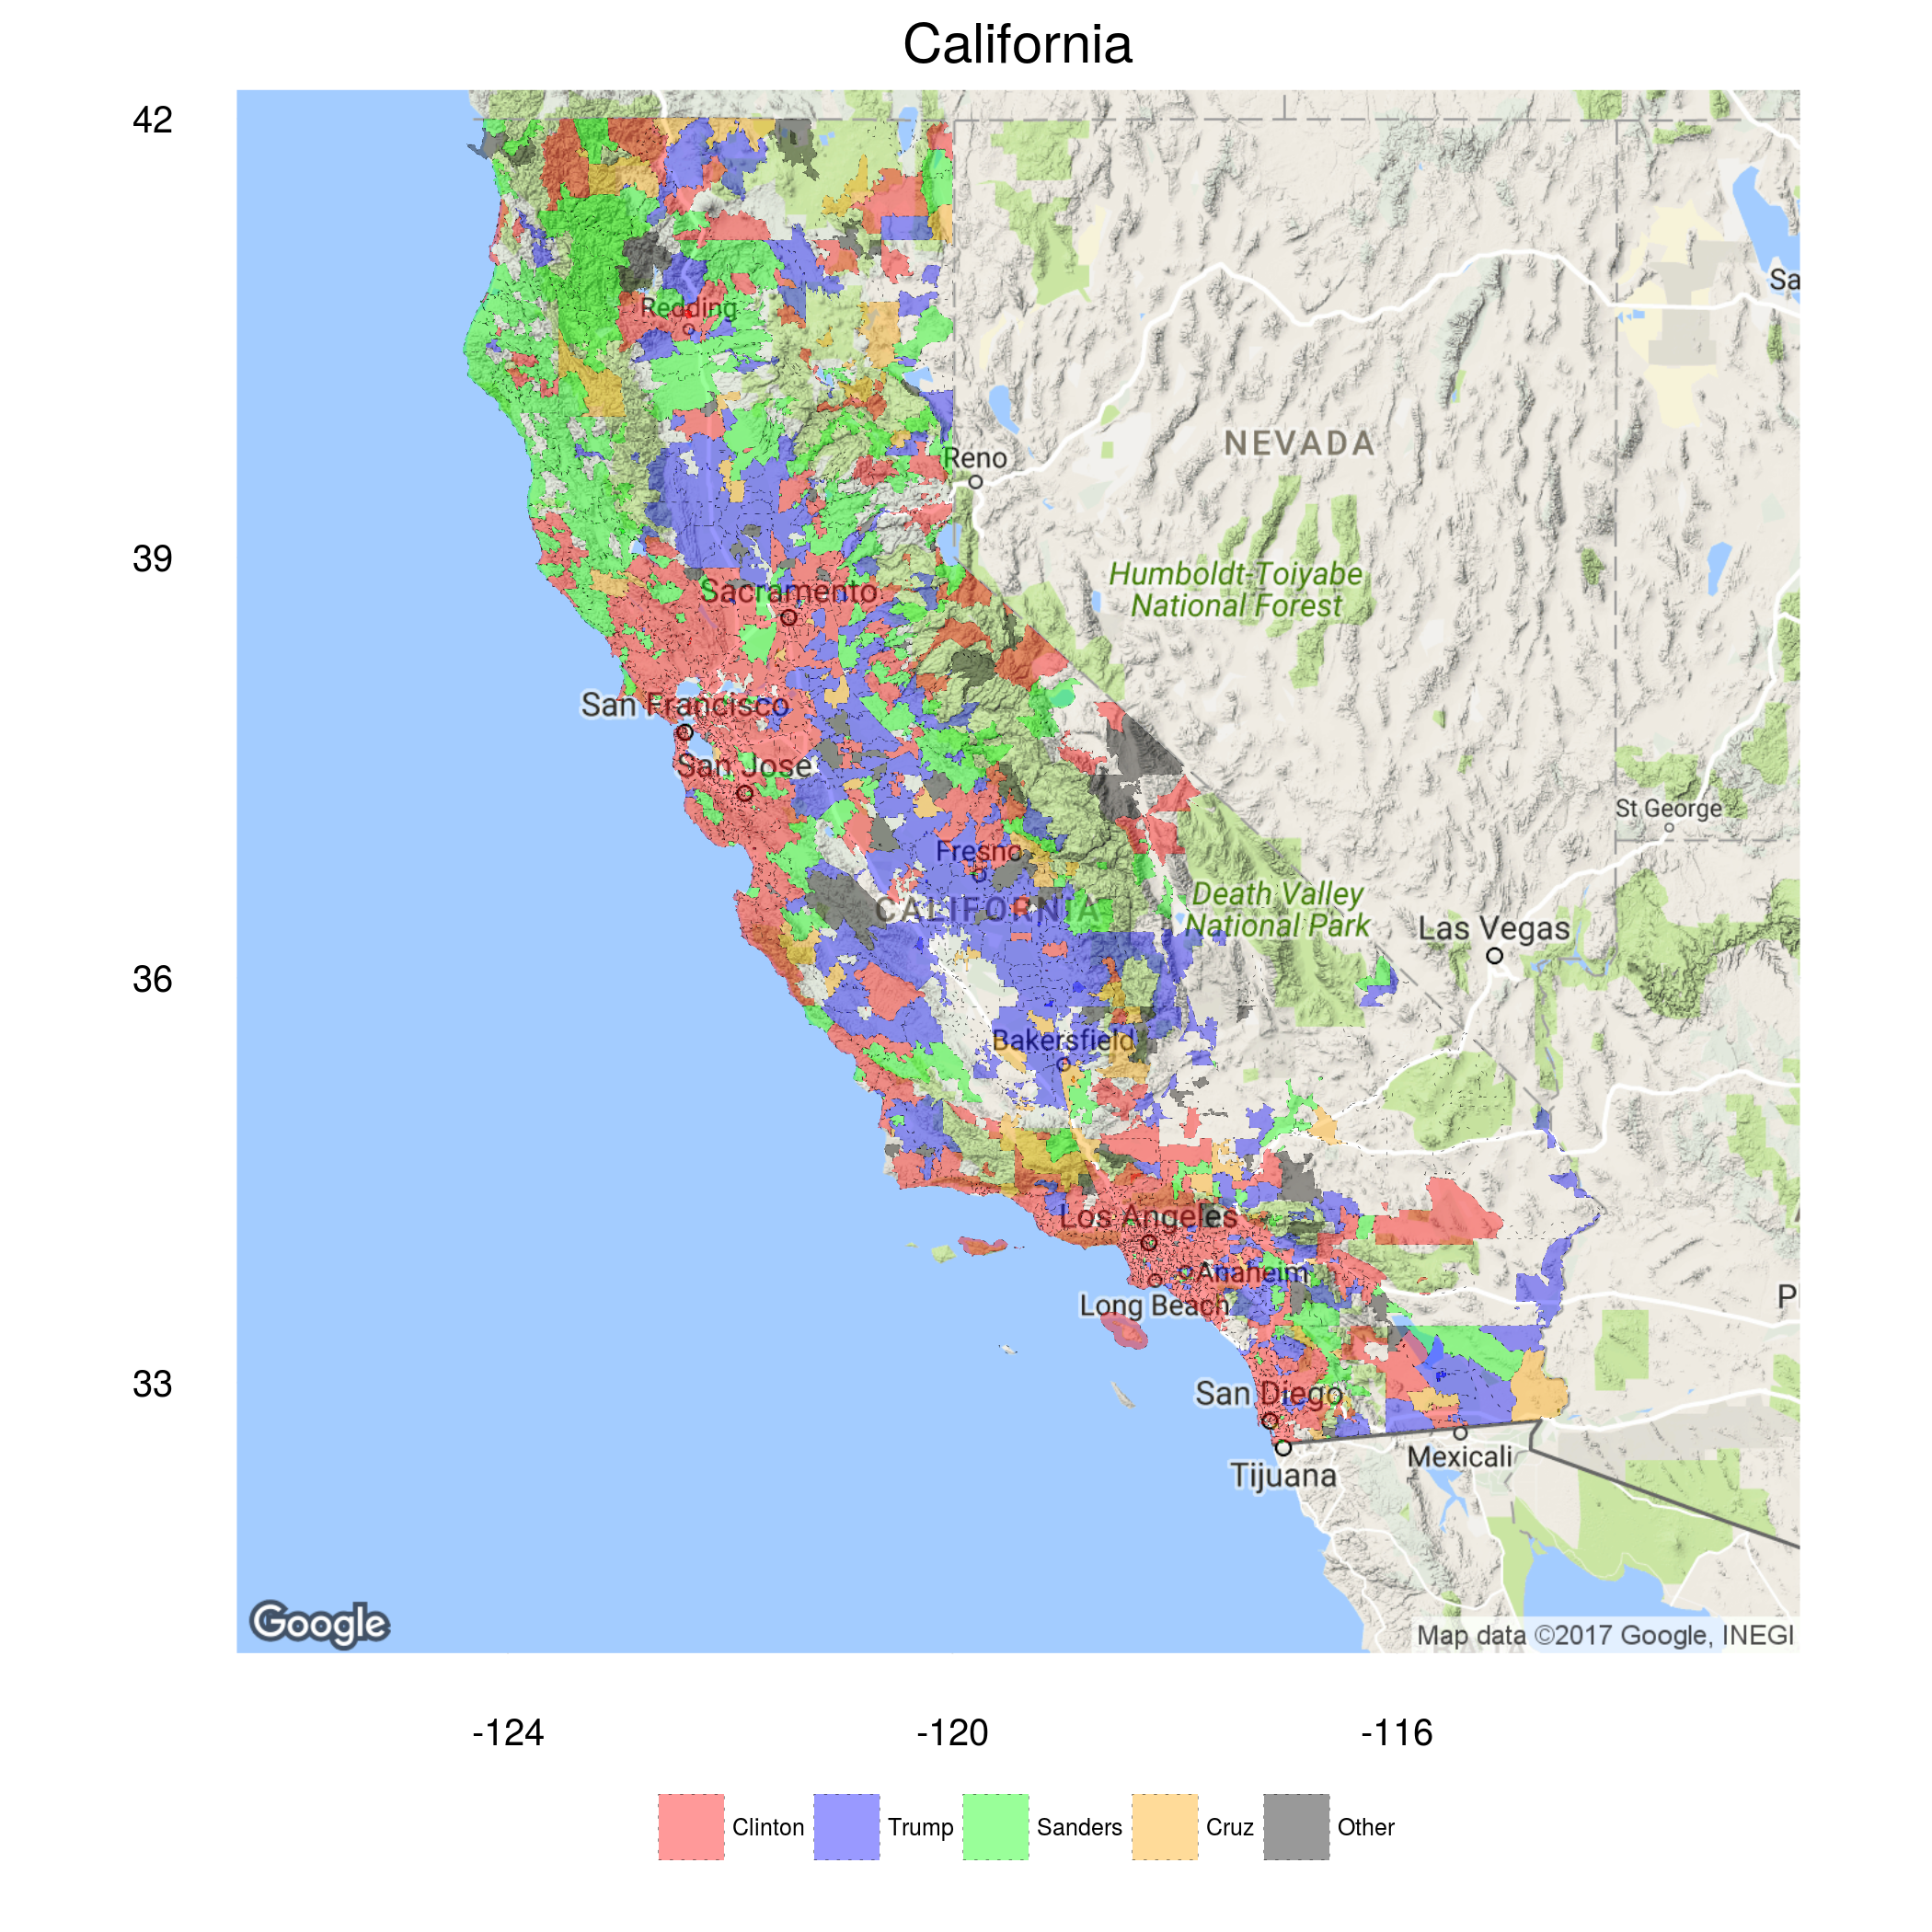 California
42
39
36
33
Redding
Reno
NEVADA
Sa
Humboldt-Toiyabe
National Forest
Sacramento
San Francisco
San Jose
St George
Fresno
CALIFORNIA
Death Valley
National Park
Las Vegas
Bakersfield
Los Angeles
Anaheim
Long Beach
P
San Diego
Tijuana
Mexicali
Google
Map data ©2017 Google, INEGI
-124
-120
-116
Clinton
Trump
Sanders
Cruz
Other